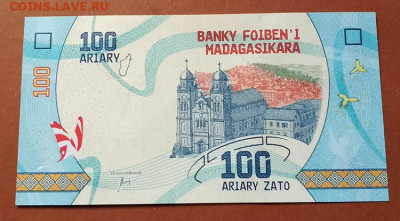 COINS.LAVE.RU
100
ARIARY
BANKY FOIBEN'I
MADAGASIKARA
100
100
ARIARY ZATO